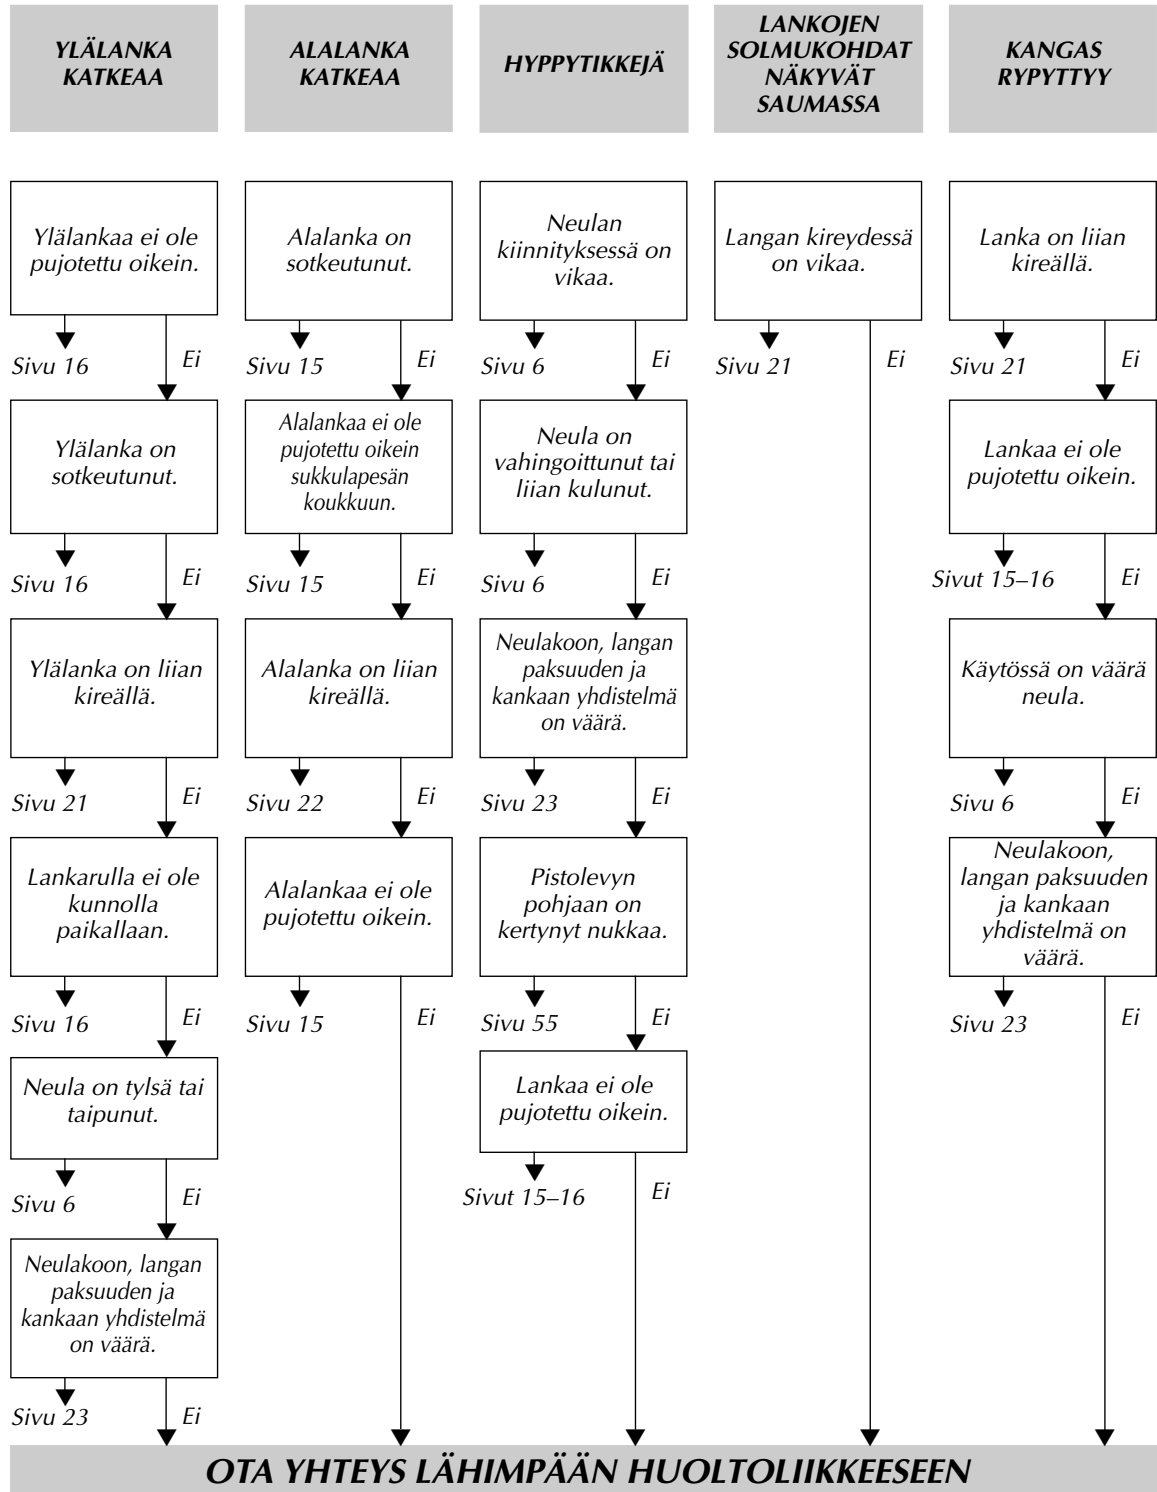 YLÄLANKA
KATKEAA
ALALANKA
KATKEAA
HYPPYTIKKEJÄ
LANKOJEN
SOLMUKOHDAT
NÄKYVÄT
SAUMASSA
KANGAS
RYPYTTYY
Ylälankaa ei ole
pujotettu oikein.
Sivu 16
Ei
Ylälanka on
sotkeutunut.
Sivu 16
Ei
Ylälanka on liian
kireällä.
Sivu 21
Ei
Lankarulla ei ole
kunnolla
paikallaan.
Sivu 16
Ei
Neula on tylsä tai
taipunut.
Sivu 6
Ei
Neulakoon, langan
paksuuden ja
kankaan yhdistelmä
on väärä.
Sivu 23
Ei
Alalanka on
sotkeutunut.
Sivu 15
Ei
Alalankaa ei ole
pujotettu oikein
sukkulapesän
koukkuun.
Sivu 15
Ei
Alalanka on liian
kireällä.
Sivu 22
Ei
Alalankaa ei ole
pujotettu oikein.
Sivu 15
Ei
Neulan
kiinnityksessä on
vikaa.
Sivu 6
Ei
Neula on
vahingoittunut tai
liian kulunut.
Sivu 6
Ei
Neulakoon, langan
paksuuden ja
kankaan yhdistelmä
on väärä.
Sivu 23
Ei
Pistolevyn
pohjaan on
kertynyt nukkaa.
Sivu 55
Ei
Lankaa ei ole
pujotettu oikein.
Sivut 15–16
Ei
Langan kireydessä
on vikaa.
Sivu 21
Ei
Lanka on liian
kireällä.
Sivu 21
Ei
Lankaa ei ole
pujotettu oikein.
Sivut 15–16
Ei
Käytössä on väärä
neula.
Sivu 6
Ei
Neulakoon,
langan paksuuden
ja kankaan
yhdistelmä on
väärä.
Sivu 23
Ei
OTA YHTEYS LÄHIMPÄÄN HUOLTOLIIKKEESEEN